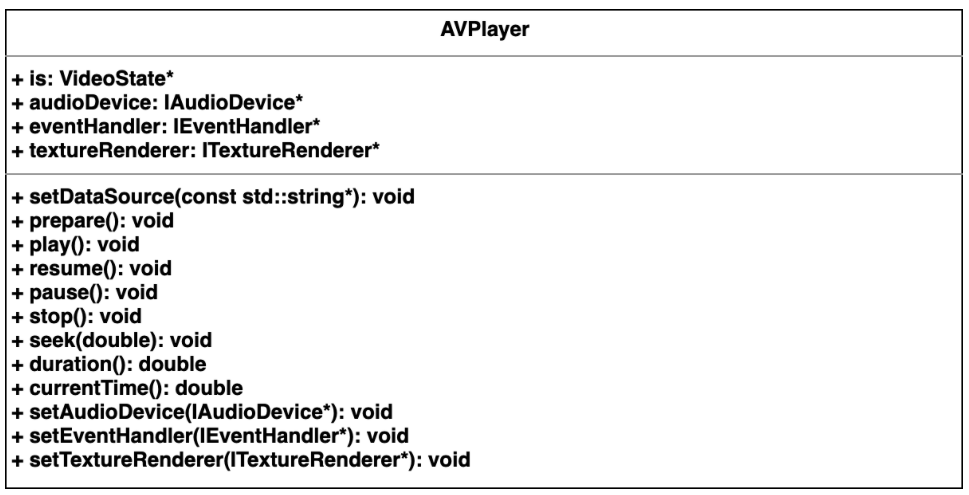 AVPlayer
+ is: VideoState*
+ audioDevice: IAudioDevice*
+ eventHandler: IEventHandler*
+ textureRenderer: ITextureRenderer*
+ setDataSource(const std::string*): void
+ prepare(): void
+ play(): void
+ resume(): void
+ pause(): void
+ stop(): void
+ seek(double): void
+ duration(): double
+ currentTime(): double
+ setAudioDevice(IAudioDevice*): void
+ setEventHandler(IEventHandler*): void
+ setTextureRenderer(ITextureRenderer*): void